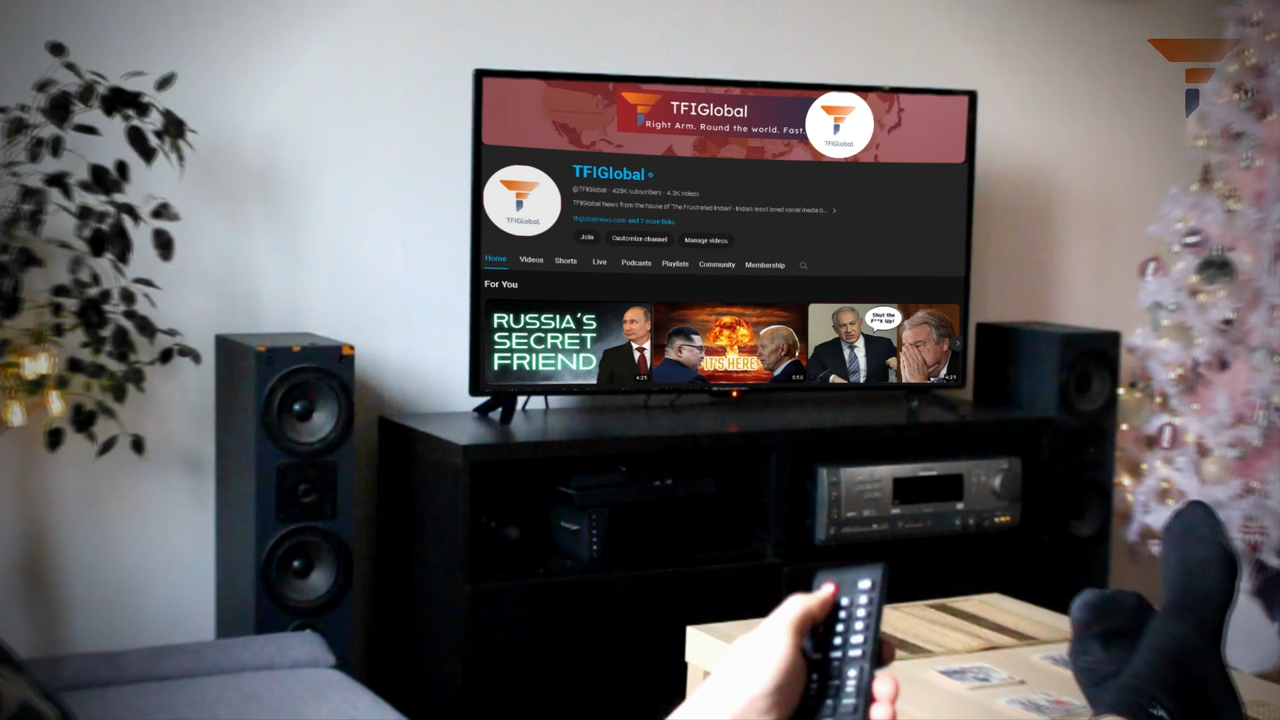 TFIGlobal
Right Arm. Round the world. Fast.
TFIGlobal
TFIGlobal
TFIGlobal
@TFIGlobal · 425K subscribers · 4.3K videos
TFIGlobal News from the house of 'The Frustrated Indian'- India's most loved social media b...
tfiglobalnews.com and 7 more links
Join Customize channel Manage videos
Home Videos Shorts Live Podcasts Playlists Community Membership
For You
RUSSIA'S
SECRET
FRIEND
4:25
IT'S HERE
5:50
Shut the
F**k Up!
4:29